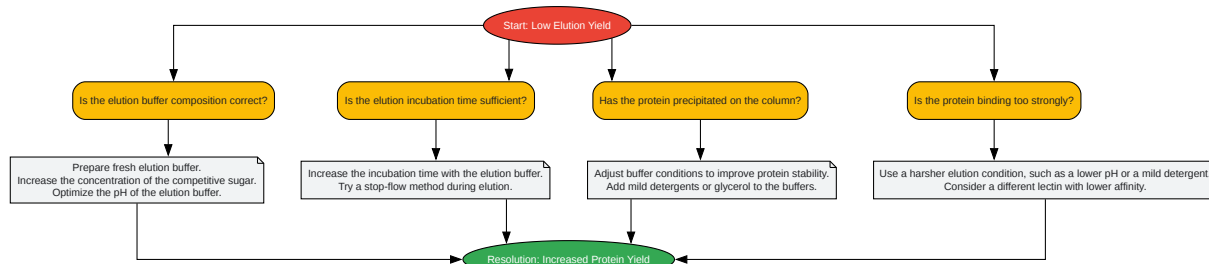 Start: Low Elution Yield
Is the elution buffer composition correct?
Is the elution incubation time sufficient?
Has the protein precipitated on the column?
Is the protein binding too strongly?
Prepare fresh elution buffer.
Increase the concentration of the competitive sugar.
Optimize the pH of the elution buffer.
Increase the incubation time with the elution buffer.
Try a stop-flow method during elution.
Adjust buffer conditions to improve protein stability.
Add mild detergents or glycerol to the buffers.
Use a harsher elution condition, such as a lower pH or a mild detergent.
Consider a different lectin with lower affinity.
Resolution: Increased Protein Yield